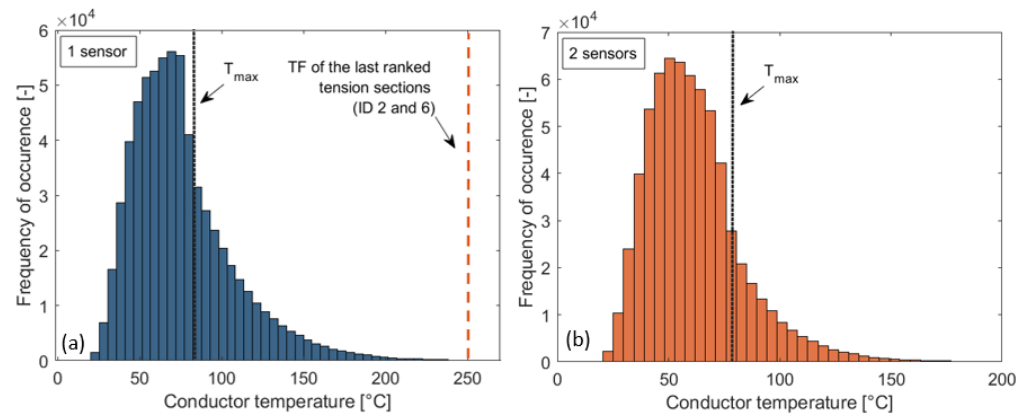 ×10⁴
6
5
4
3
2
1
0
Frequency of occurence [-]
1 sensor
T_max
TF of the last ranked
tension sections
(ID 2 and 6)
(a)
0 50 100 150 200 250
Conductor temperature [°C]
×10⁴
7
6
5
4
3
2
1
0
Frequency of occurence [-]
2 sensors
T_max
(b)
0 50 100 150 200
Conductor temperature [°C]